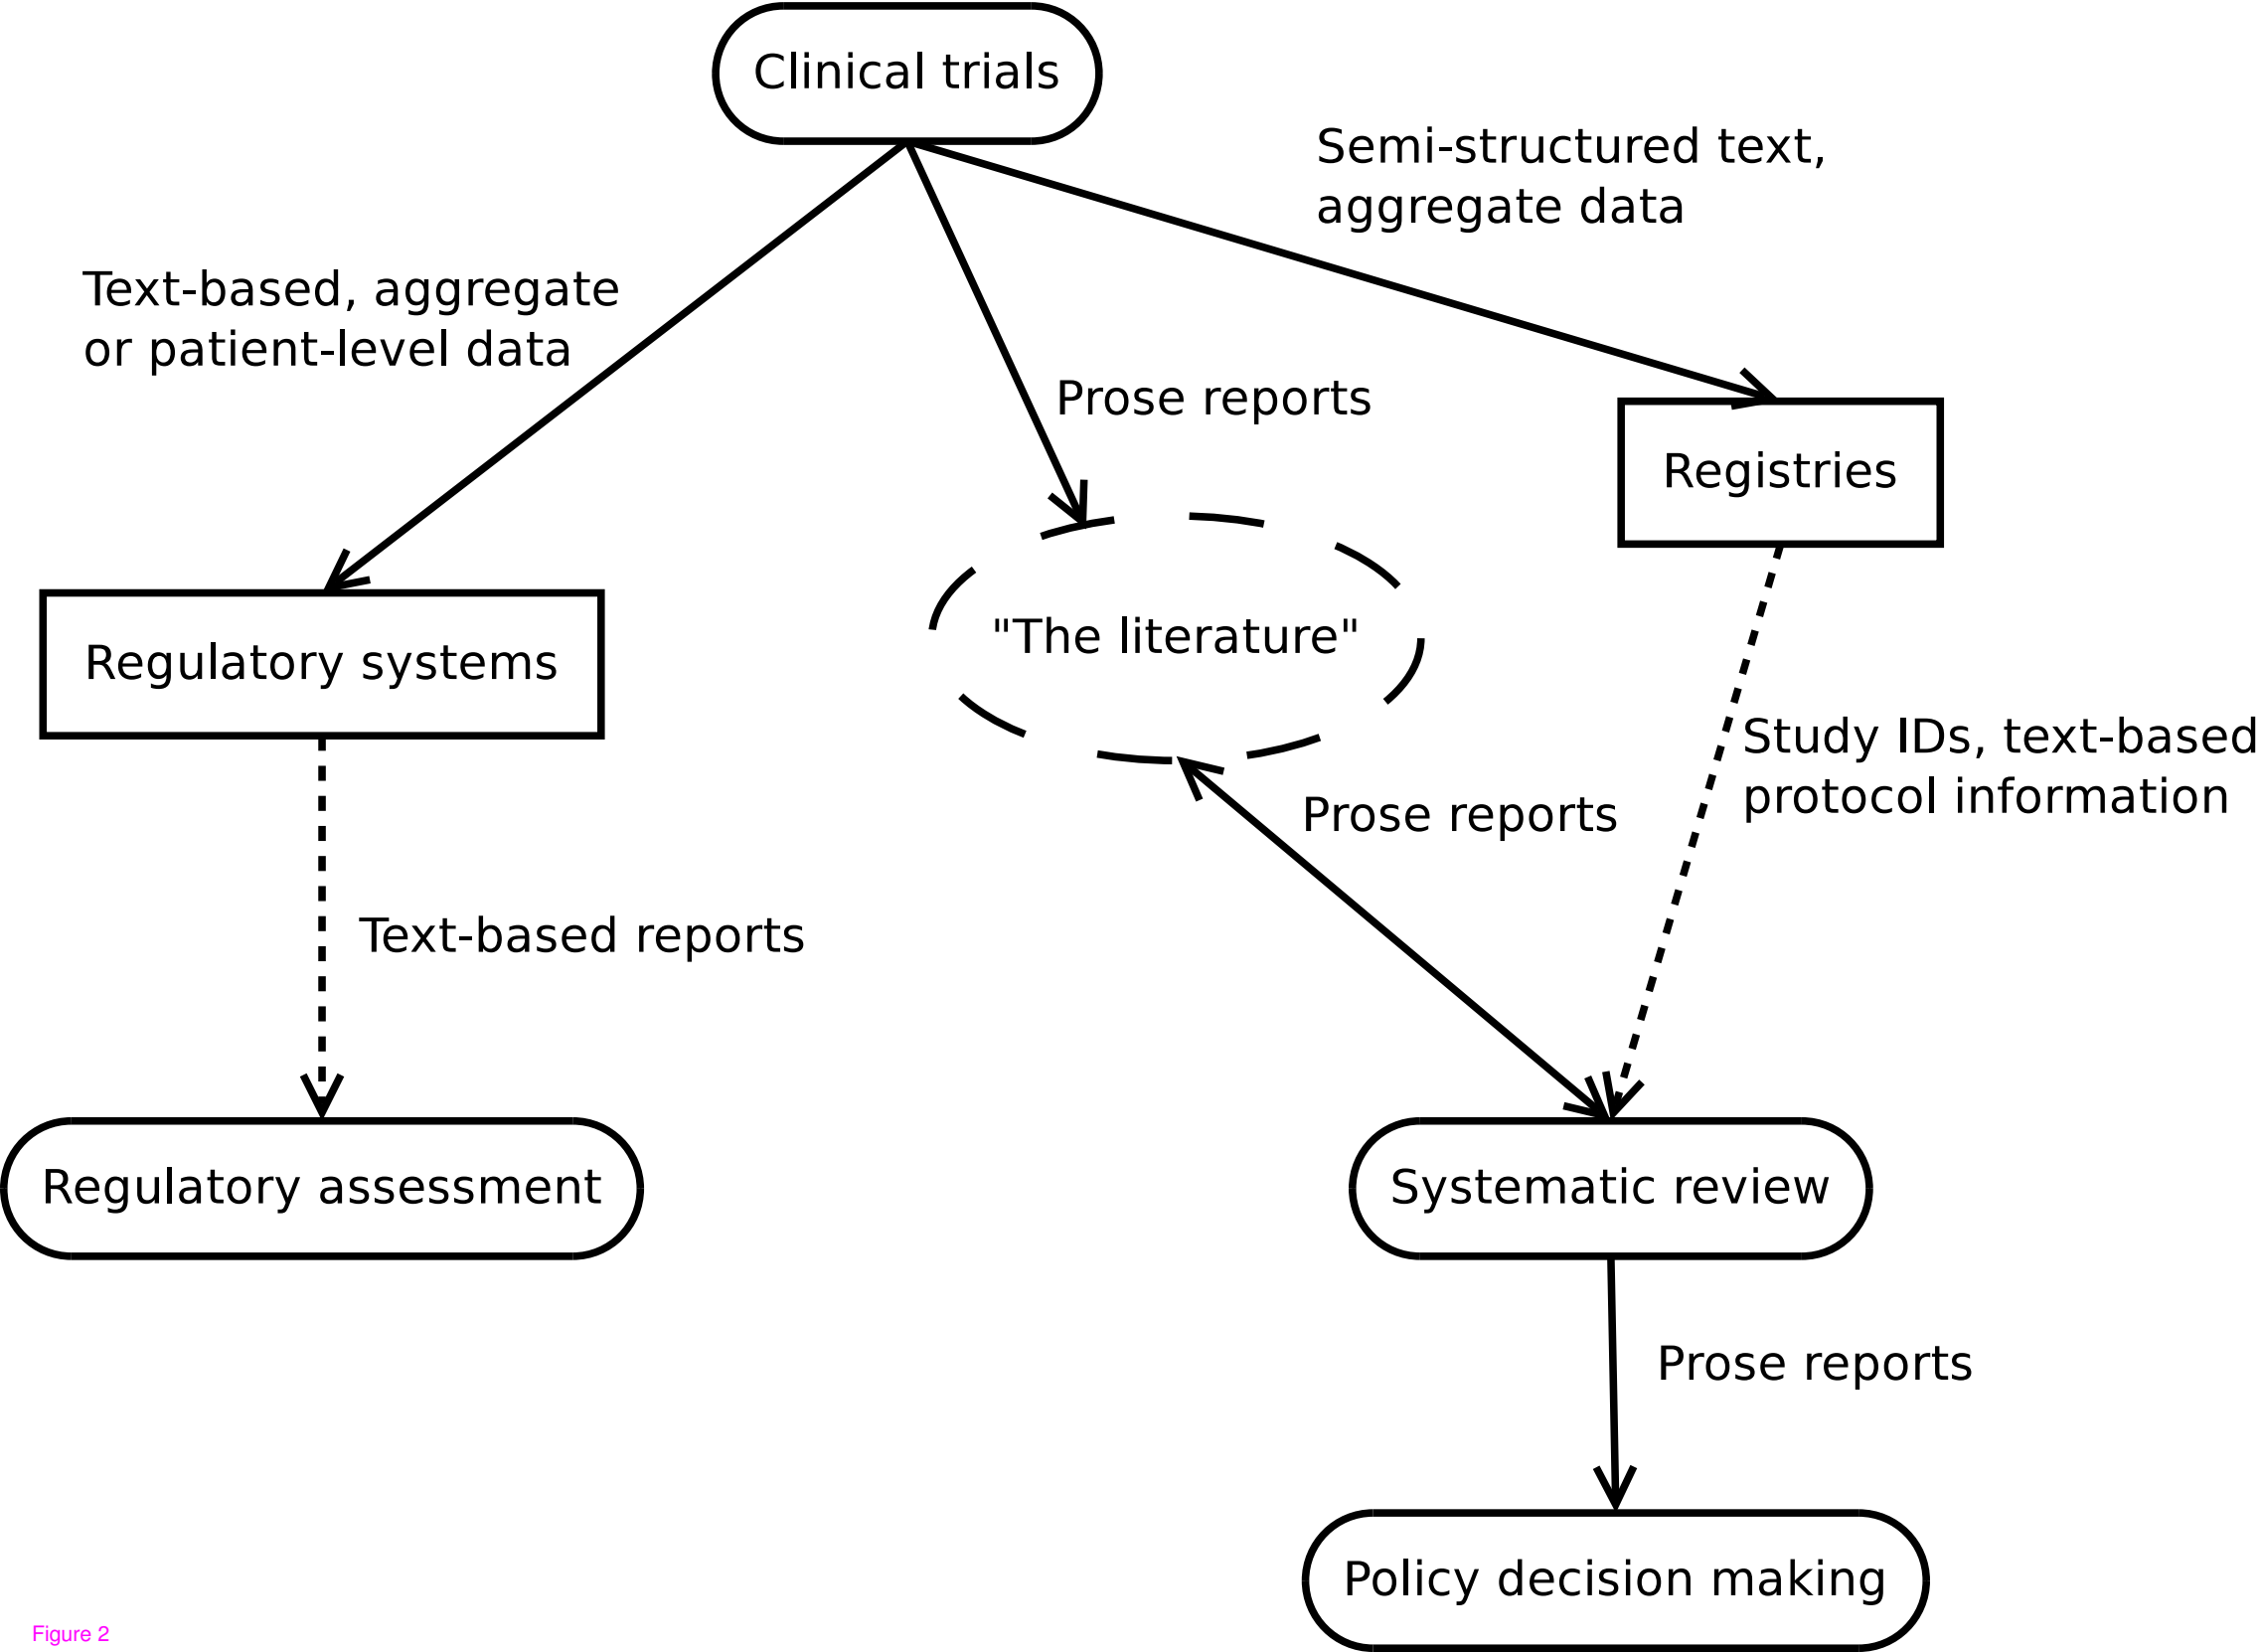 Clinical trials
Semi-structured text,
aggregate data
Text-based, aggregate
or patient-level data
Prose reports
Registries
"The literature"
Regulatory systems
Study IDs, text-based
protocol information
Prose reports
Text-based reports
Regulatory assessment
Systematic review
Prose reports
Policy decision making
Figure 2